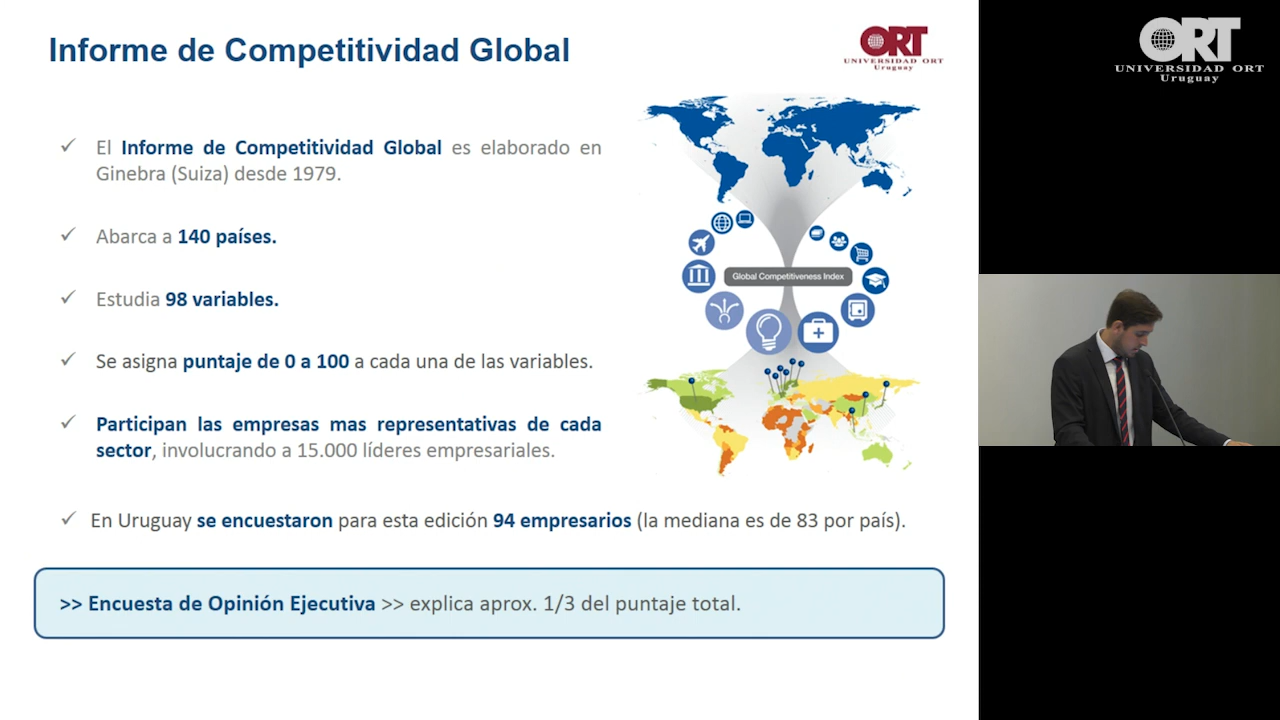 Informe de Competitividad Global
ORT
UNIVERSIDAD ORT
Uruguay
ORT
UNIVERSIDAD ORT
Uruguay
El Informe de Competitividad Global es elaborado en
Ginebra (Suiza) desde 1979.
Abarca a 140 países.
Estudia 98 variables.
Se asigna puntaje de 0 a 100 a cada una de las variables.
Participan las empresas mas representativas de cada
sector, involucrando a 15.000 líderes empresariales.
Global Competitiveness Index
En Uruguay se encuestaron para esta edición 94 empresarios (la mediana es de 83 por país).
>> Encuesta de Opinión Ejecutiva >> explica aprox. 1/3 del puntaje total.